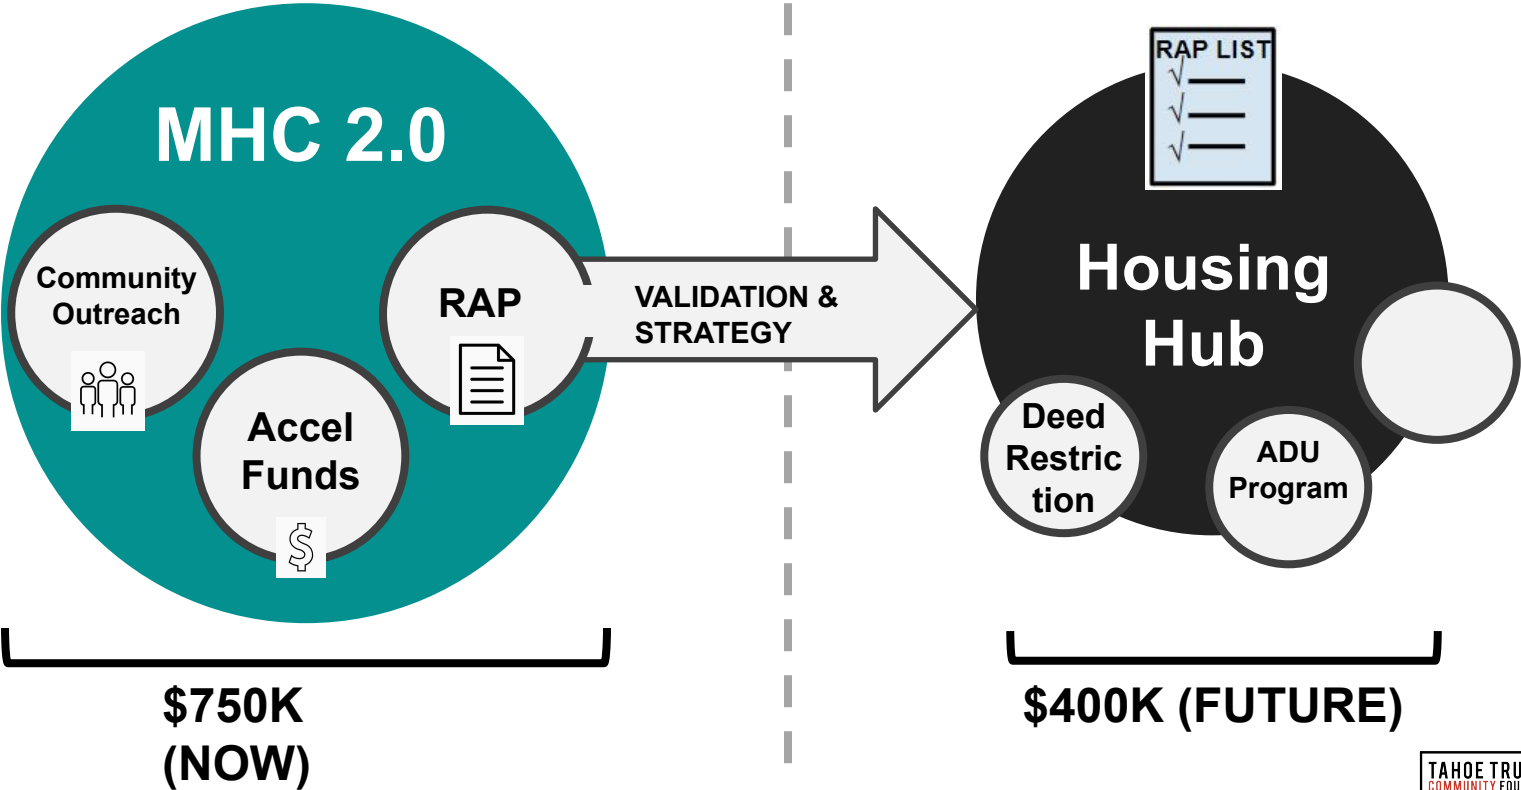 MHC 2.0
Community
Outreach
Accel
Funds
$
RAP
VALIDATION &
STRATEGY
RAP LIST
√
√
√
Housing
Hub
Deed
Restric
tion
ADU
Program
$750K
(NOW)
$400K (FUTURE)
TAHOE
COMMUNITY